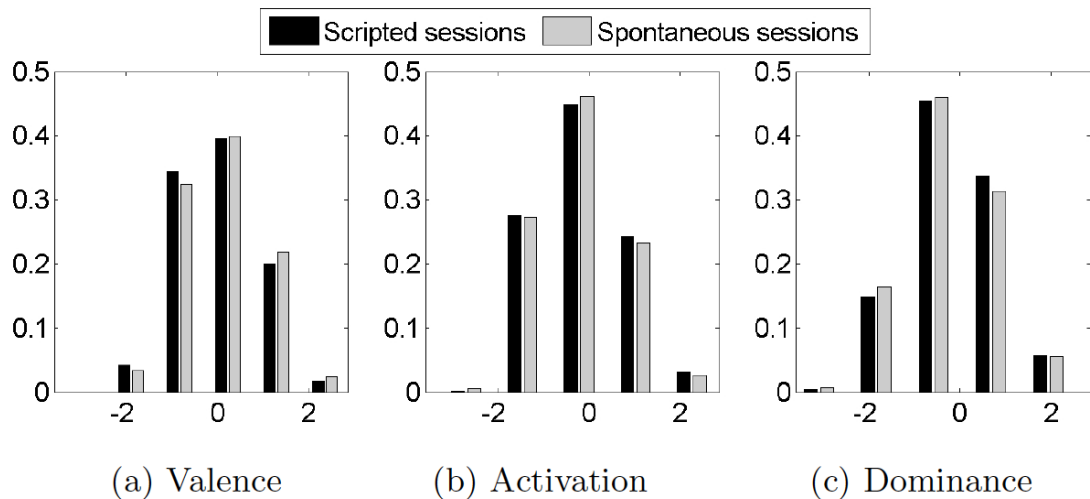 Scripted sessions Spontaneous sessions
0.5 0.5 0.5
0.4 0.4 0.4
0.3 0.3 0.3
0.2 0.2 0.2
0.1 0.1 0.1
0 0 0
-2 0 2 -2 0 2 -2 0 2
(a) Valence (b) Activation (c) Dominance